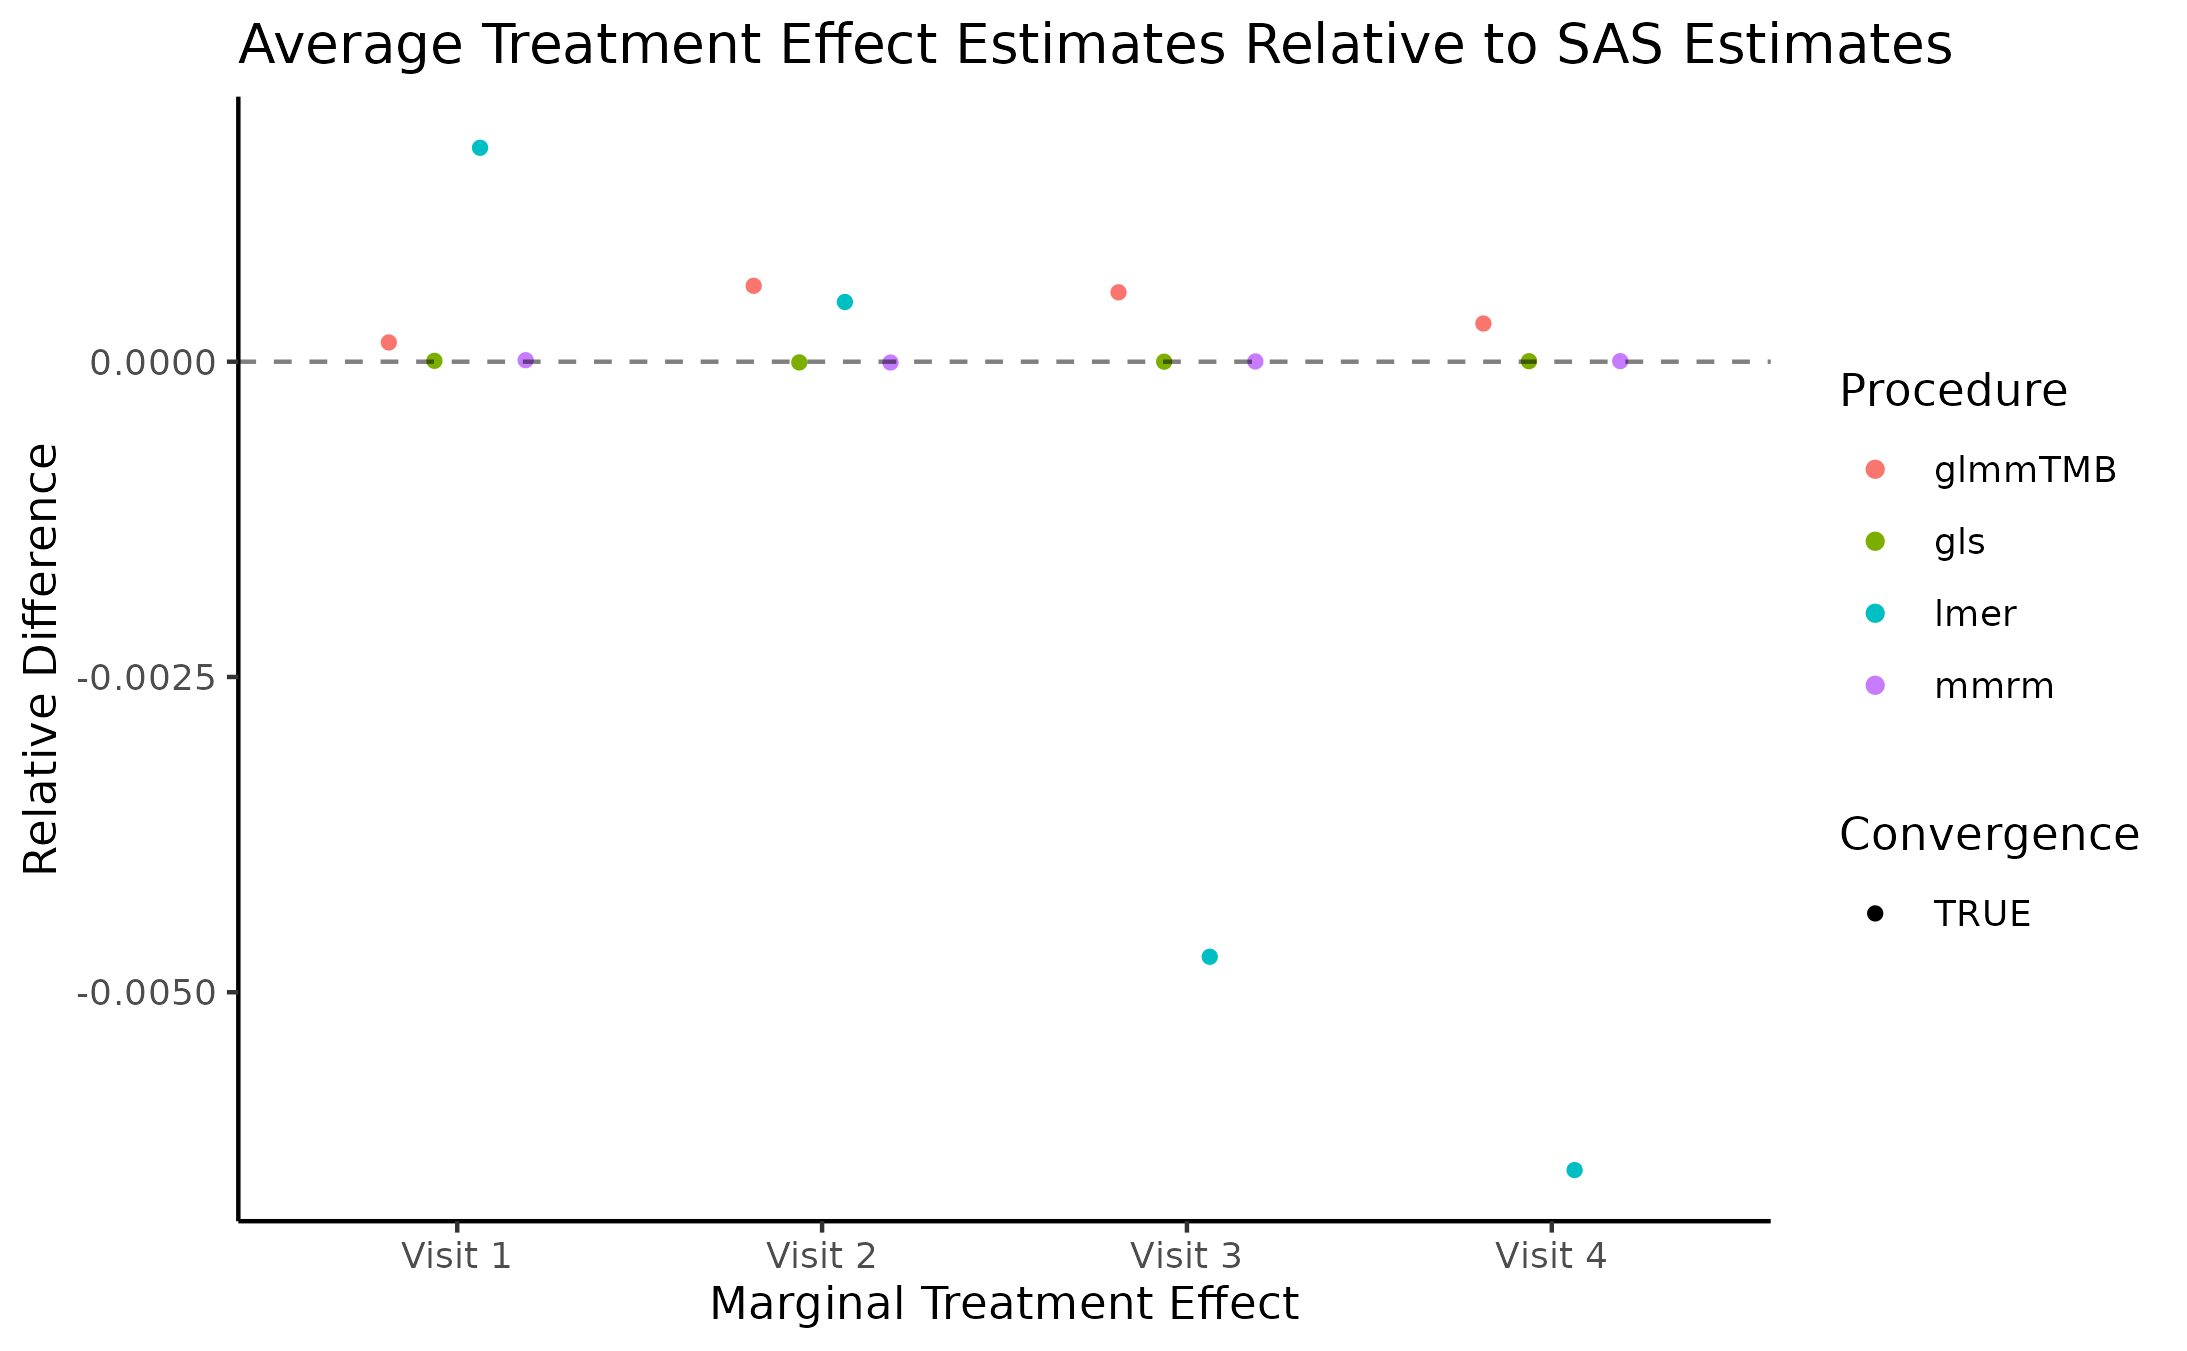 Average Treatment Effect Estimates Relative to SAS Estimates
Relative Difference
0.0000
-0.0025
-0.0050
Visit 1
Visit 2
Visit 3
Visit 4
Marginal Treatment Effect
Procedure
glmmTMB
gls
lmer
mmrm
Convergence
TRUE